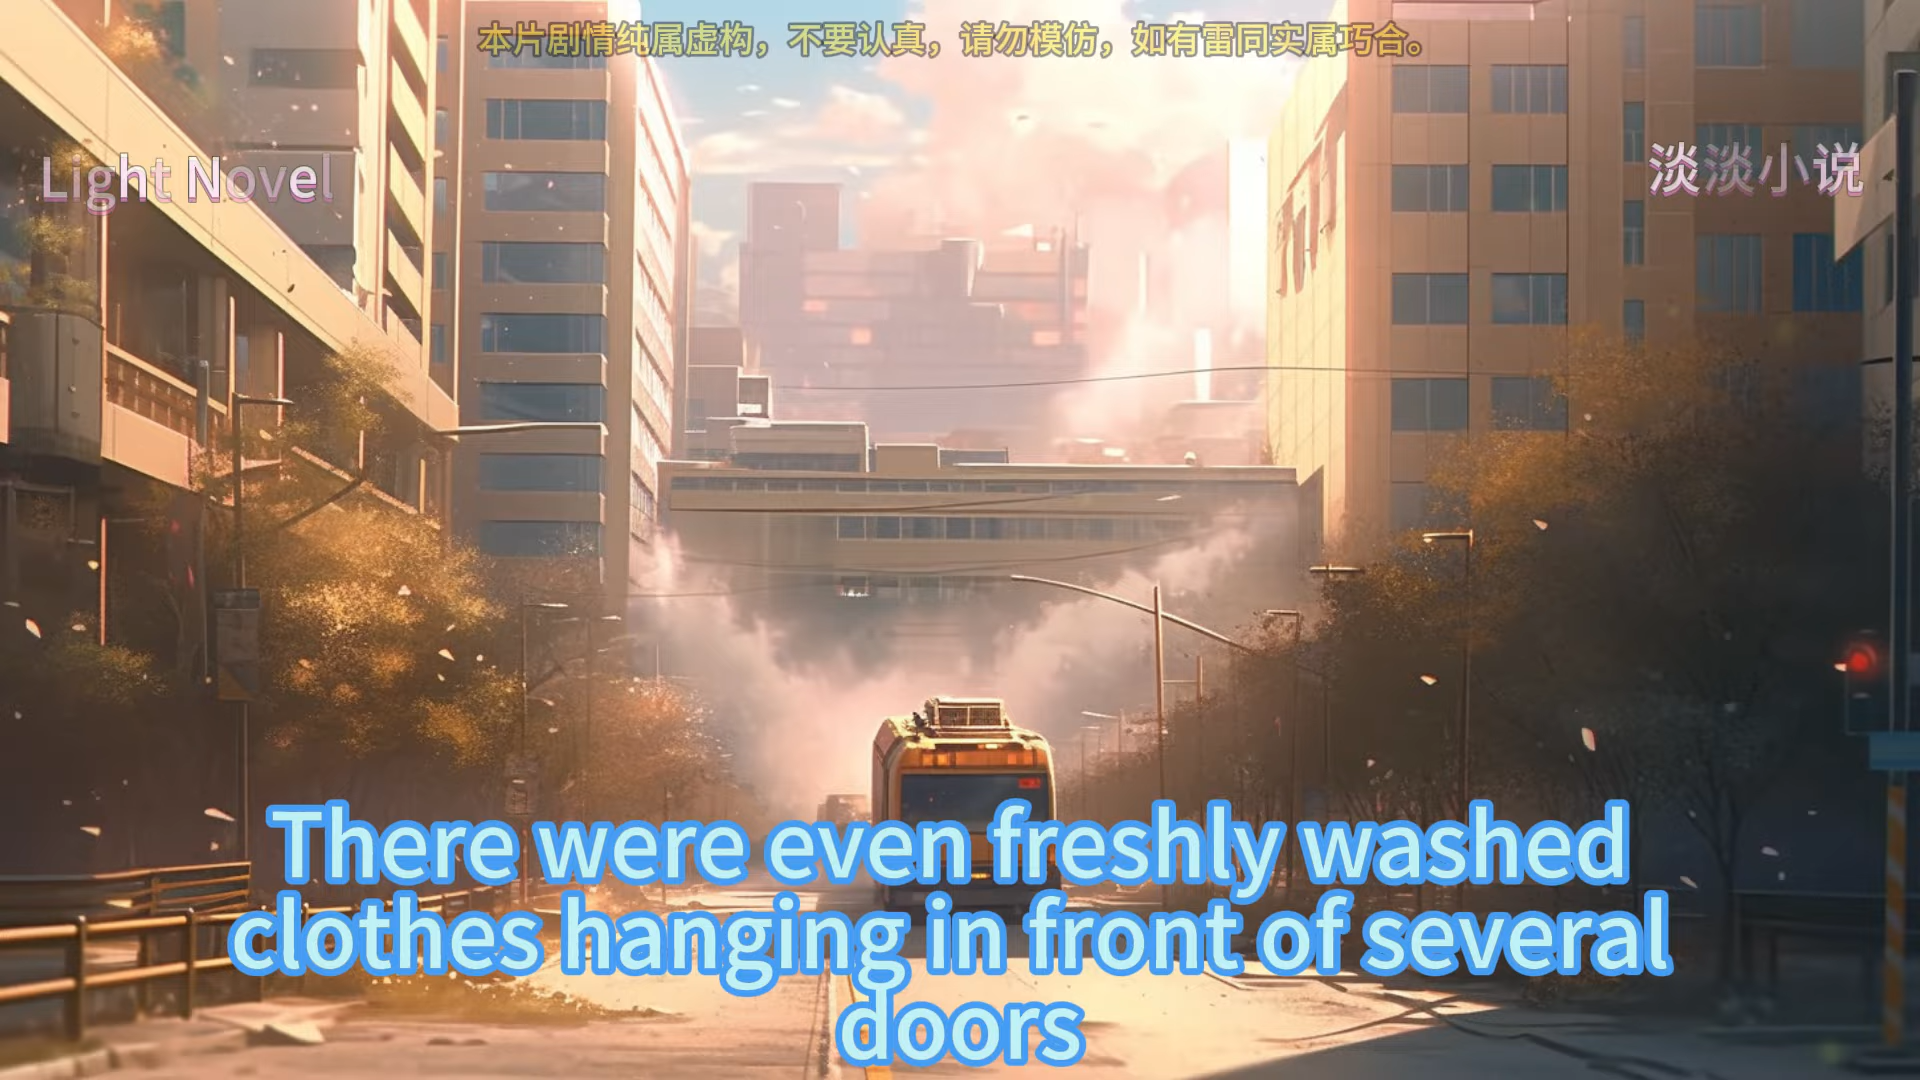 本片剧情纯属虚构，不要认真，请勿模仿，如有雷同实属巧合。
Light Novel
淡淡小说
There were even freshly washed
clothes hanging in front of several
doors